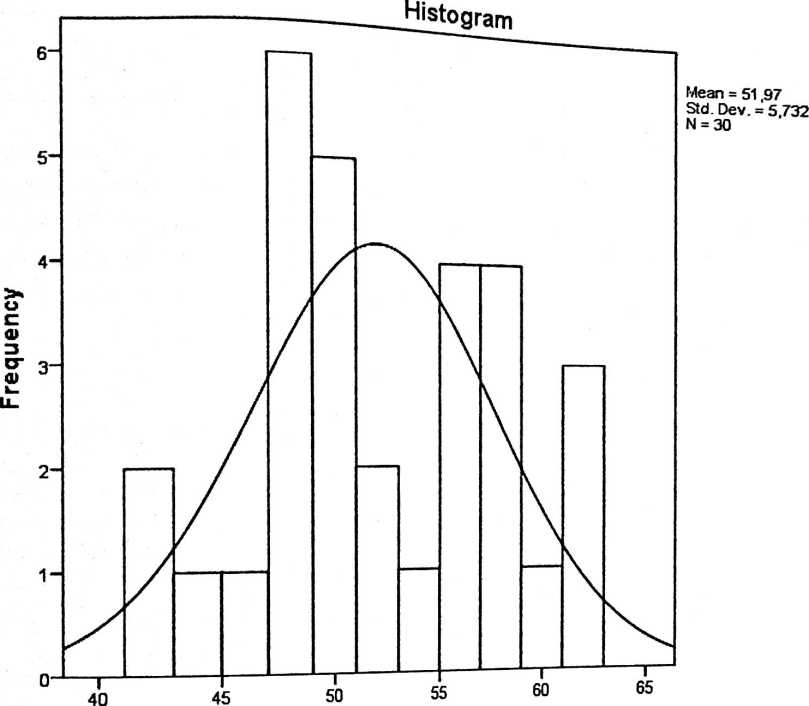 Histogram
Mean = 51,97
Std. Dev. = 5,732
N = 30
Frequency
6
5
4
3
2
1
0
40 45 50 55 60 65